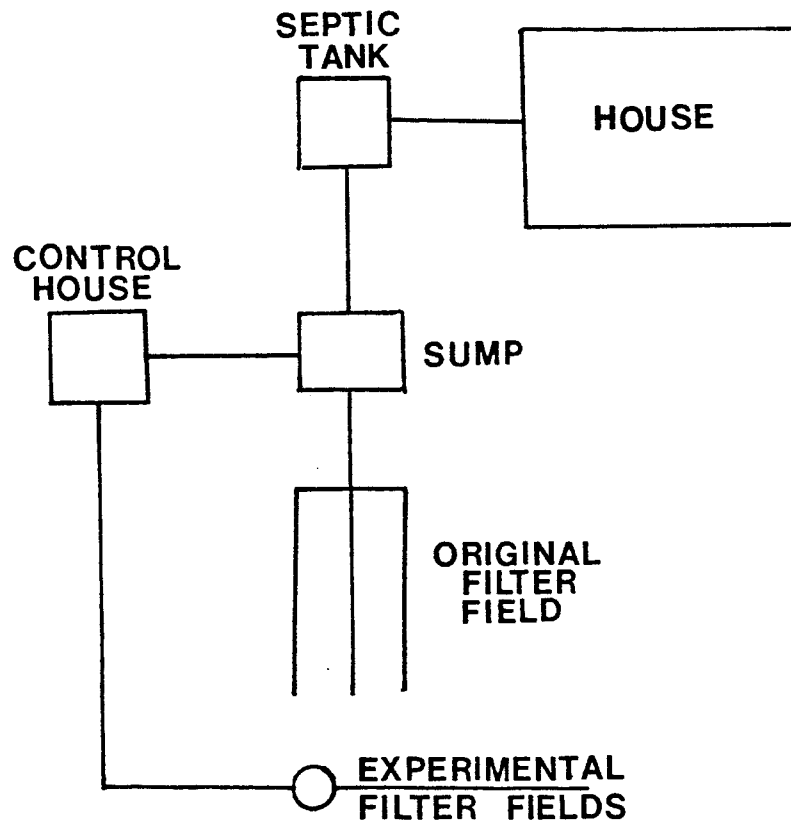 SEPTIC
TANK
HOUSE
CONTROL
HOUSE
SUMP
ORIGINAL
FILTER
FIELD
EXPERIMENTAL
FILTER FIELDS